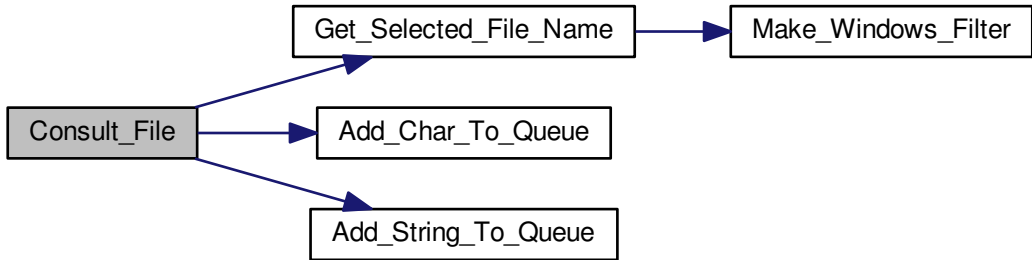 Get_Selected_File_Name
Make_Windows_Filter
Consult_File
Add_Char_To_Queue
Add_String_To_Queue